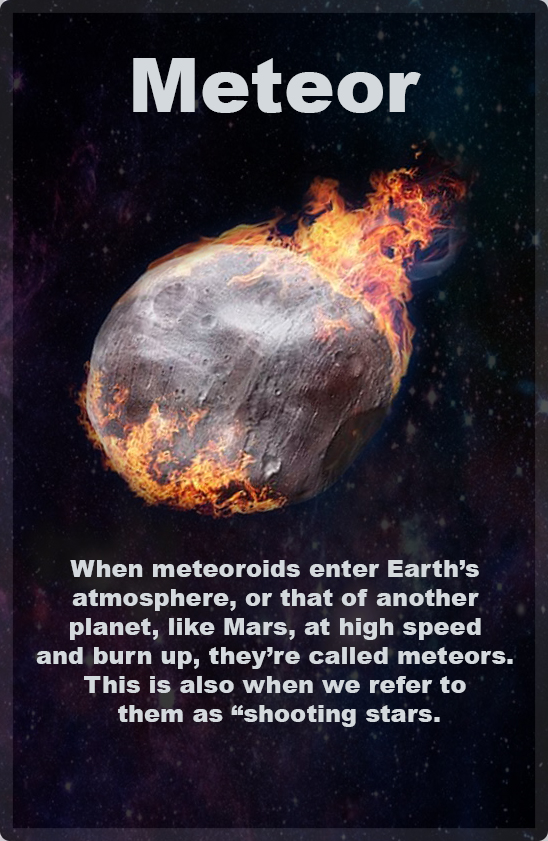 Meteor
When meteoroids enter Earth’s
atmosphere, or that of another
planet, like Mars, at high speed
and burn up, they’re called meteors.
This is also when we refer to
them as “shooting stars.